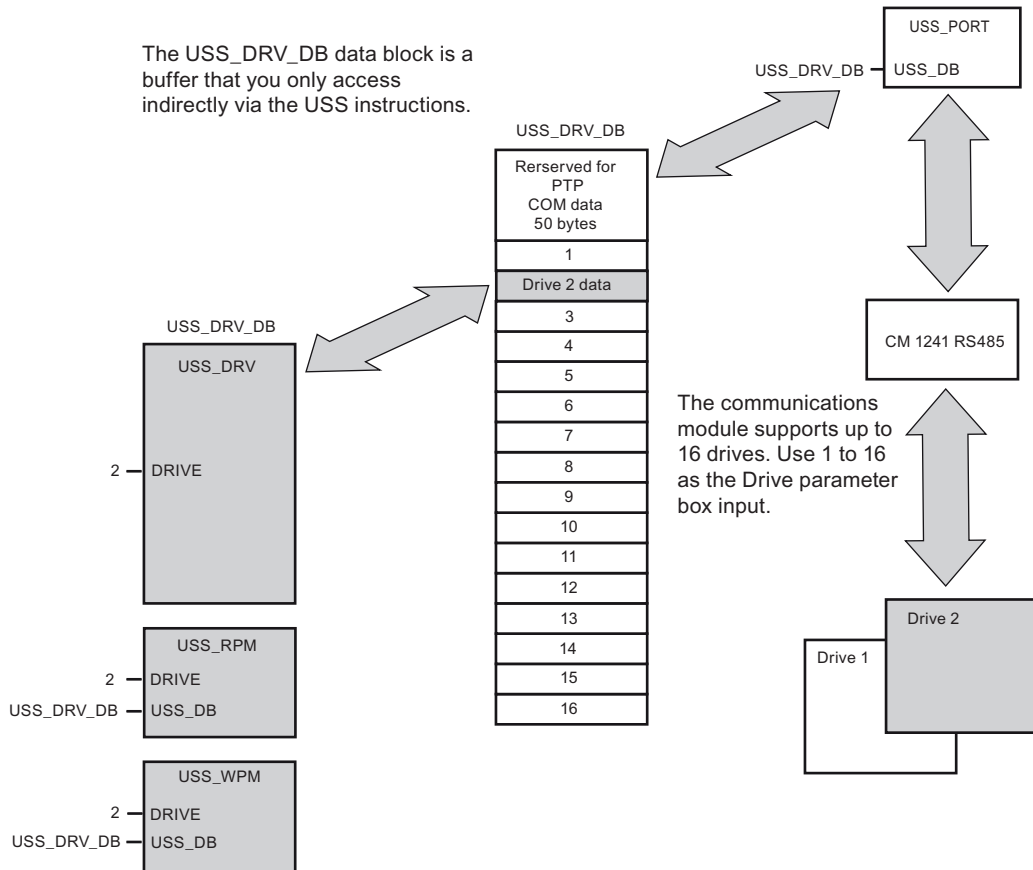 The USS_DRV_DB data block is a
buffer that you only access
indirectly via the USS instructions.
USS_PORT
USS_DRV_DB
USS_DB
USS_DRV_DB
Rerserved for
PTP
COM data
50 bytes
1
Drive 2 data
3
4
5
6
7
8
9
10
11
12
13
14
15
16
USS_DRV_DB
USS_DRV
2
DRIVE
USS_RPM
2
DRIVE
USS_DRV_DB
USS_DB
USS_WPM
2
DRIVE
USS_DRV_DB
USS_DB
CM 1241 RS485
The communications
module supports up to
16 drives. Use 1 to 16
as the Drive parameter
box input.
Drive 2
Drive 1